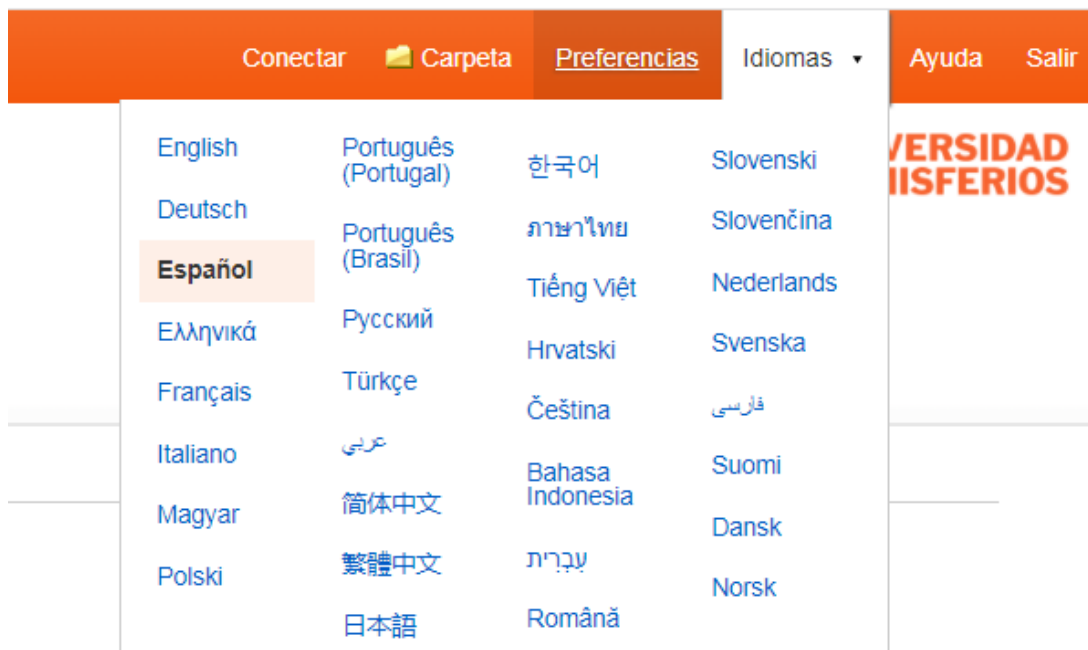 Conectar Carpeta Preferencias Idiomas Ayuda Salir
VERSIDAD
IISFERIOS
English
Deutsch
Español
Ελληνικά
Français
Italiano
Magyar
Polski
Português
(Portugal)
Português
(Brasil)
Русский
Türkçe
عربي
简体中文
繁體中文
日本語
한국어
ภาษาไทย
Tiếng Việt
Hrvatski
Čeština
Bahasa
Indonesia
עִבְרִית
Română
Slovenski
Slovenčina
Nederlands
Svenska
فارسی
Suomi
Dansk
Norsk